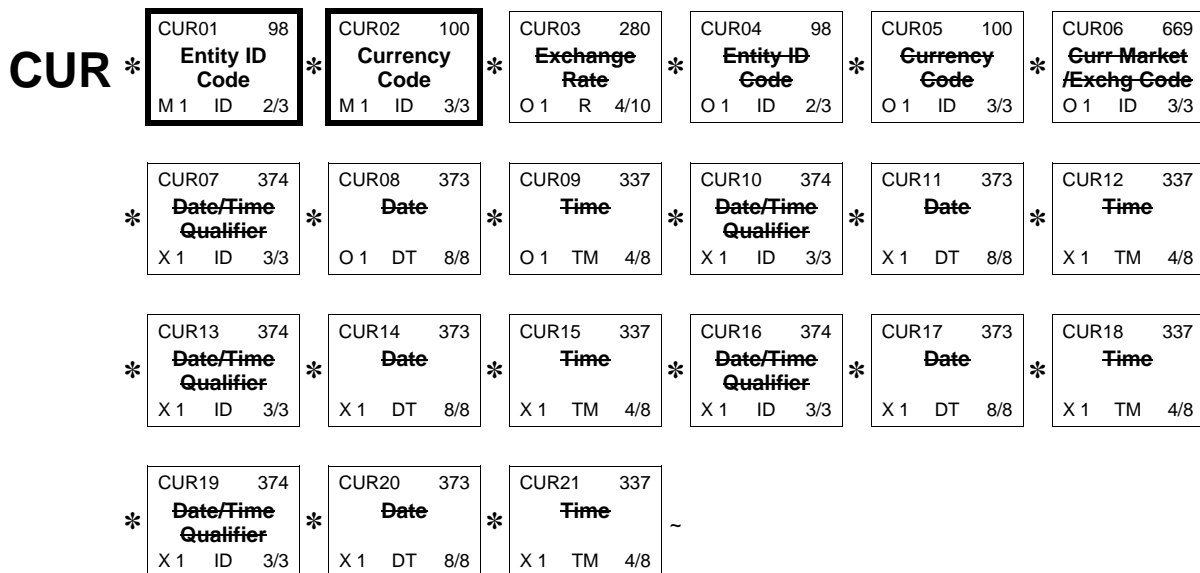 CUR01 98 CUR02 100 CUR03 280 CUR04 98 CUR05 100 CUR06 669
CUR * Entity ID Code * Currency Code * Exchange Rate * Entity ID Code * Currency Code * Curr Market /Exchg Code
M 1 ID 2/3 M 1 ID 3/3 O 1 R 4/10 O 1 ID 2/3 O 1 ID 3/3 O 1 ID 3/3
CUR07 374 CUR08 373 CUR09 337 CUR10 374 CUR11 373 CUR12 337
* Date/Time Qualifier * Date * Time * Date/Time Qualifier * Date * Time
X 1 ID 3/3 O 1 DT 8/8 O 1 TM 4/8 X 1 ID 3/3 X 1 DT 8/8 X 1 TM 4/8
CUR13 374 CUR14 373 CUR15 337 CUR16 374 CUR17 373 CUR18 337
* Date/Time Qualifier * Date * Time * Date/Time Qualifier * Date * Time
X 1 ID 3/3 X 1 DT 8/8 X 1 TM 4/8 X 1 ID 3/3 X 1 DT 8/8 X 1 TM 4/8
CUR19 374 CUR20 373 CUR21 337
* Date/Time Qualifier * Date * Time ~
X 1 ID 3/3 X 1 DT 8/8 X 1 TM 4/8